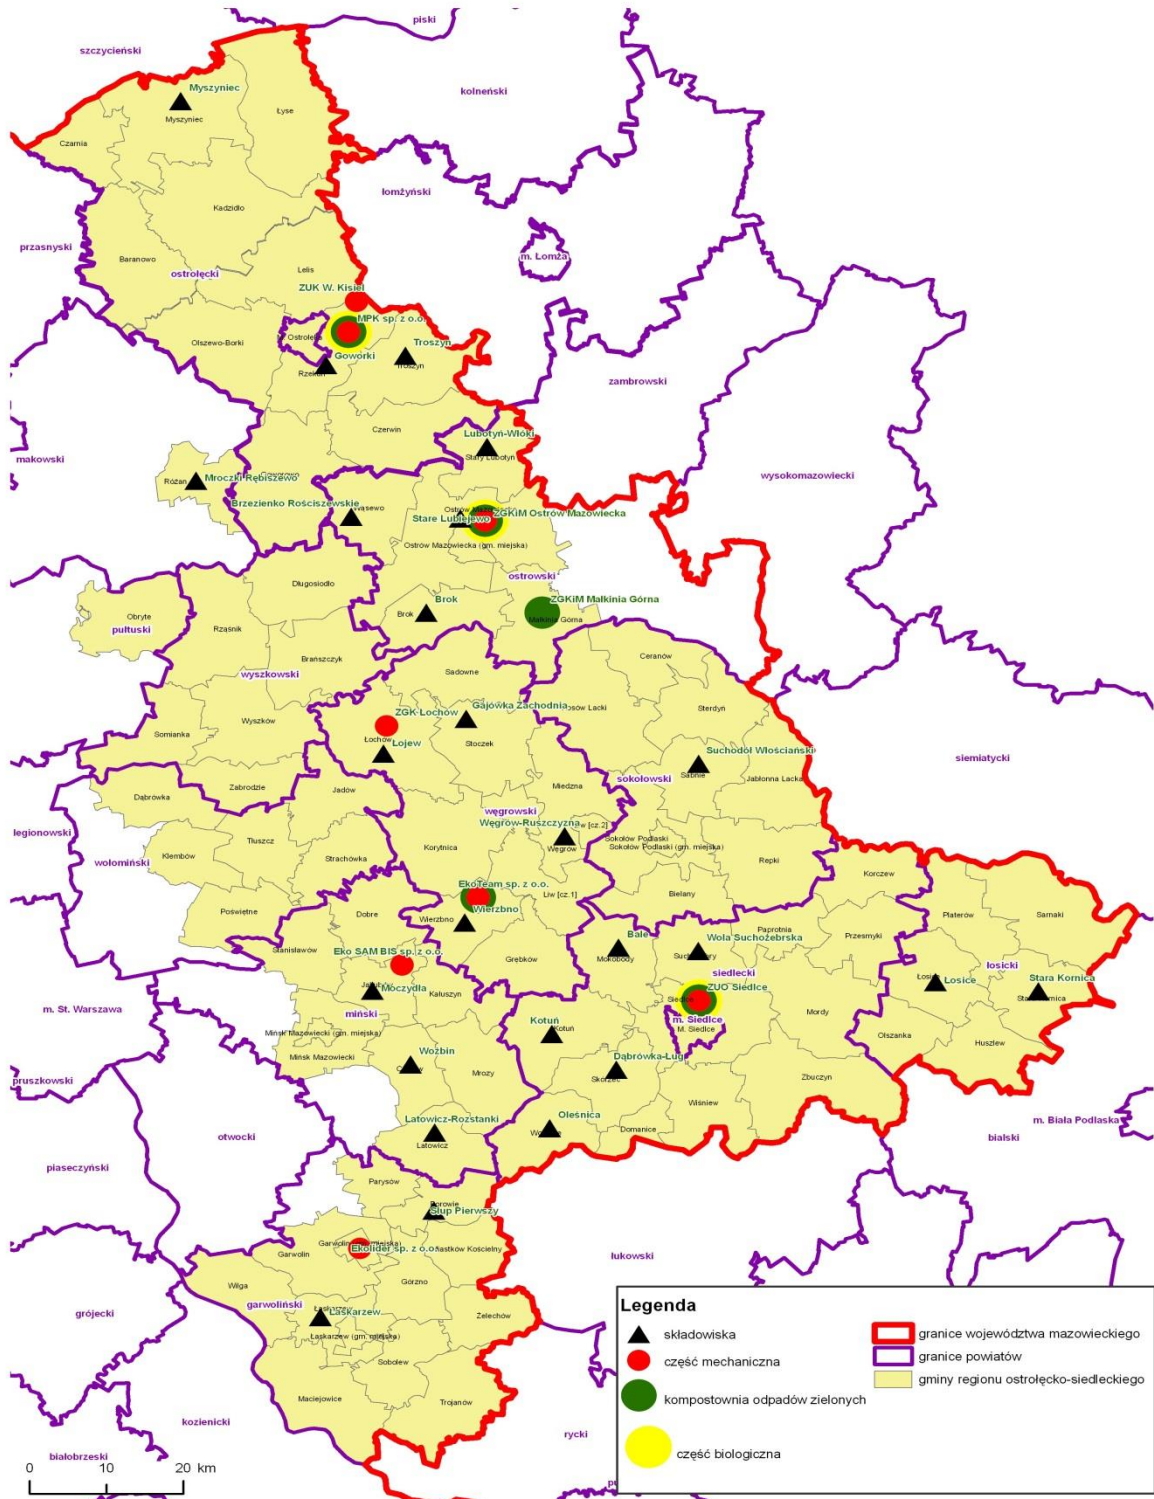 piski
szczycieński
kolneński
Myszyniec
Myszyniec
Łyse
Czarnia
łomżyński
Kadzidło
przasnyski
m. Łomża
Baranowo
ostrołęcki
Lelis
ZUK W. Kisiel
MPK sp. z o.o.
Olszewo-Borki
Ostrołęka
Troszyn
Goworki
Troszyn
Rzekuń
zambrowski
Czerwin
Lubotyń-Włóki
Stary Lubotyń
makowski
wysokomazowiecki
Różan
Mroczki Rębiszewo
Goworowo
Brzezienko Rościszewskie
Wąsewo
Ostrów Mazowiecka
ZGKiM Ostrów Mazowiecka
Stare Lubiejewo
Ostrów Mazowiecka (gm. miejska)
ostrowski
Długosiodło
ZGKiM Małkinia Górna
Brok
Brok
Małkinia Górna
Obryte
pułtuski
Rząśnik
Brańszczyk
Ceranów
wyszkowski
Sadowne
Sterdyń
Gajówka Zachodnia
ZGK Łochów
Wyszków
Somianka
Łochów
Łojew
Stoczek
Suchodół Włościański
siemiatycki
sokołowski
Sabnie
Jabłonna Lacka
Zabrodzie
Jadów
Miedzna
Dąbrówka
węgrowski
Węgrów-Ruszczyzna
legionowski
wołomiński
Tłuszcz
Sokołów Podlaski
Sokołów Podlaski (gm. miejska)
Węgrów
Korytnica
Klembów
Strachówka
Repki
Korczew
EkoTeam sp. z o.o.
Liw [cz.1]
Bielany
Poświętne
Dobre
Wierzbno
Wierzbno
Platerów
Sarnaki
Paprotnia
Przesmyki
Bale
Wola Suchożebrska
Stanisławów
Eko SAM BIS sp. z o.o.
Mokobody
Grębków
siedlecki
łosicki
Kałuszyn
Moczydła
Łosice
Stara Kornica
ZUO Siedlce
Siedlce
Mordy
m. St. Warszawa
miński
m. Siedlce
M. Siedlce
Kotuń
Kotuń
Mińsk Mazowiecki (gm. miejska)
Olszanka
Huszlew
Mińsk Mazowiecki
Woźbin
Dąbrówka-Ług
Mrozy
Skórzec
Zbuczyn
pruszkowski
Wiśniew
Latowicz-Rozstanki
Oleśnica
Domanice
m. Biała Podlaska
otwocki
bialski
Latowicz
piaseczyński
Parysów
Borowie
Słup Pierwszy
Garwolin
Ekolider sp. z o.o.
Miastków Kościelny
łukowski
Wilga
Górzno
garwoliński
grójecki
Łaskarzew
Łaskarzew (gm. miejska)
Żelechów
Sobolew
Maciejowice
Trojanów
kozienicki
rycki
białobrzeski
0 10 20 km
Legenda
składowiska
część mechaniczna
kompostownia odpadów zielonych
część biologiczna
granice województwa mazowieckiego
granice powiatów
gminy regionu ostrołęcko-siedleckiego